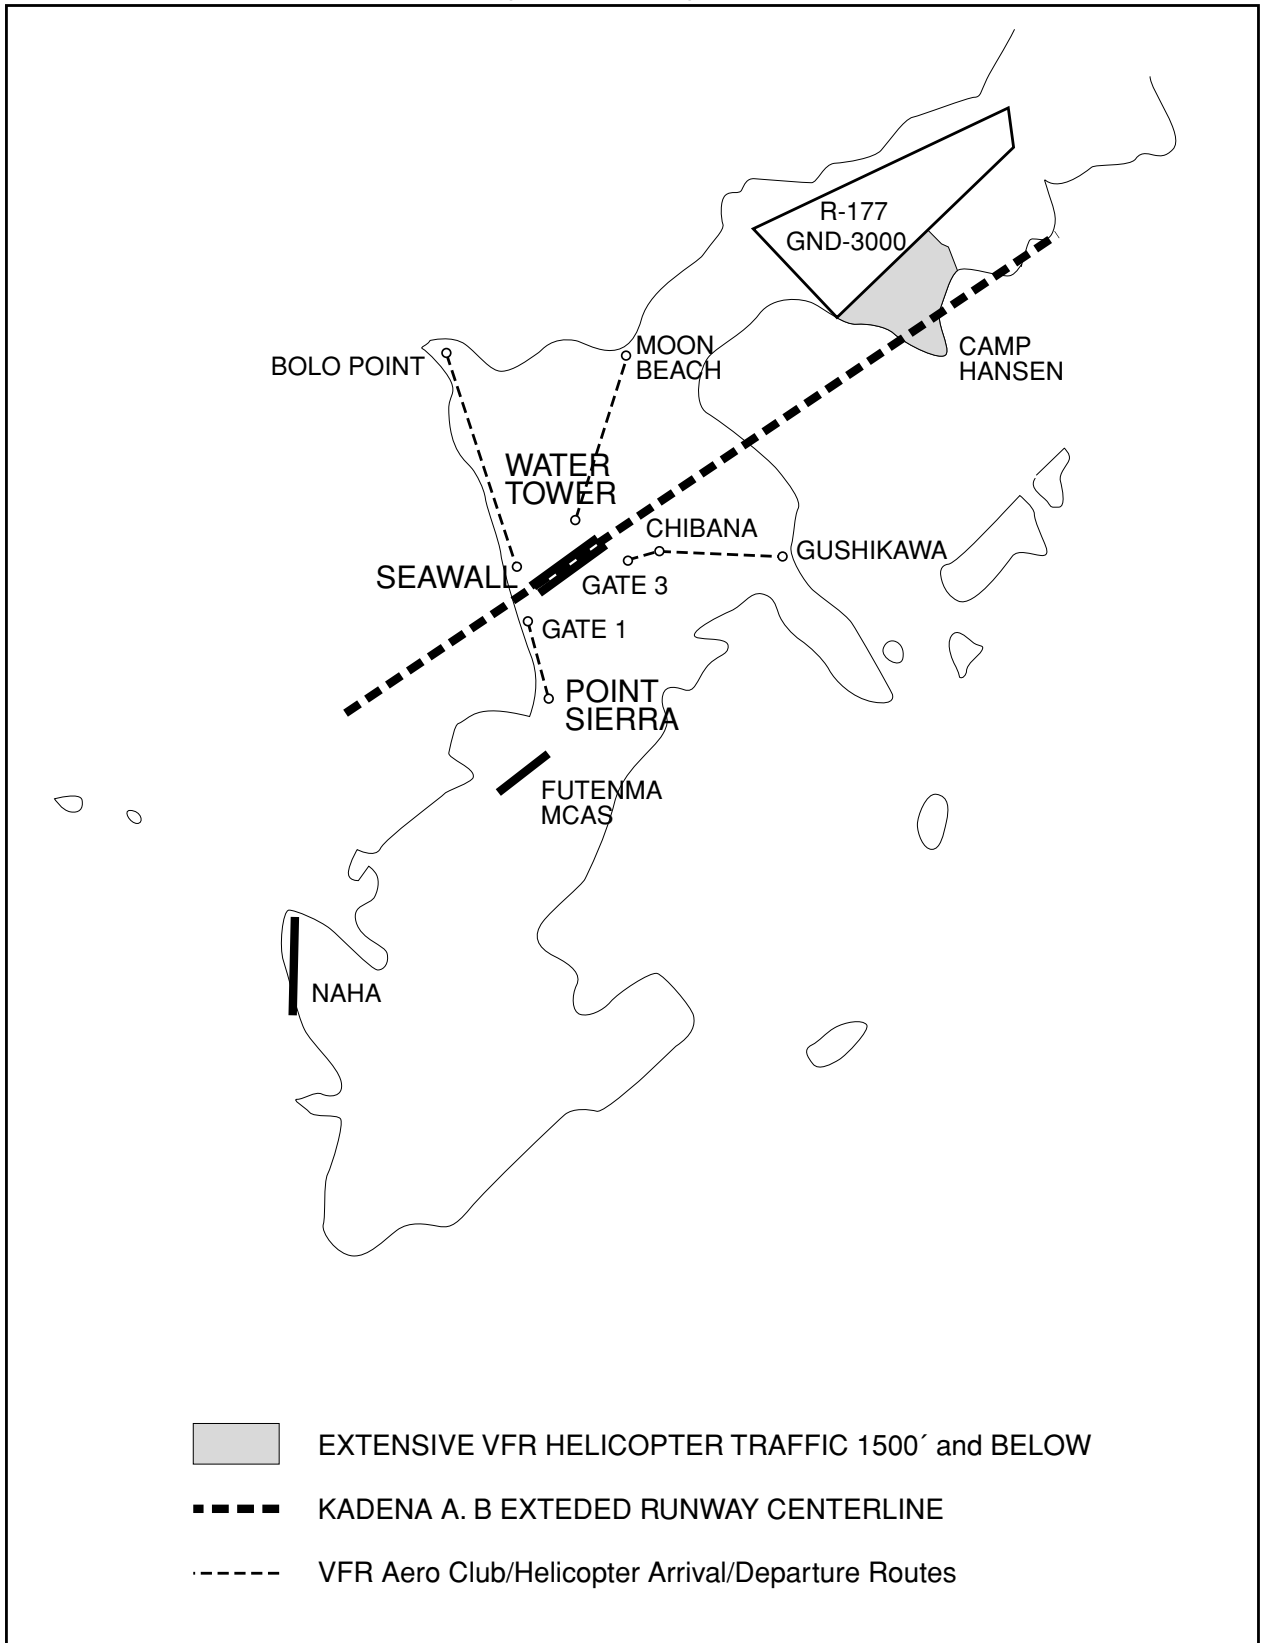 R-177
GND-3000
MOON
BEACH
BOLO POINT
CAMP
HANSEN
WATER
TOWER
CHIBANA
GUSHIKAWA
SEAWALL
GATE 3
GATE 1
POINT
SIERRA
FUTENMA
MCAS
NAHA
EXTENSIVE VFR HELICOPTER TRAFFIC 1500´ and BELOW
KADENA A. B EXTEDED RUNWAY CENTERLINE
VFR Aero Club/Helicopter Arrival/Departure Routes